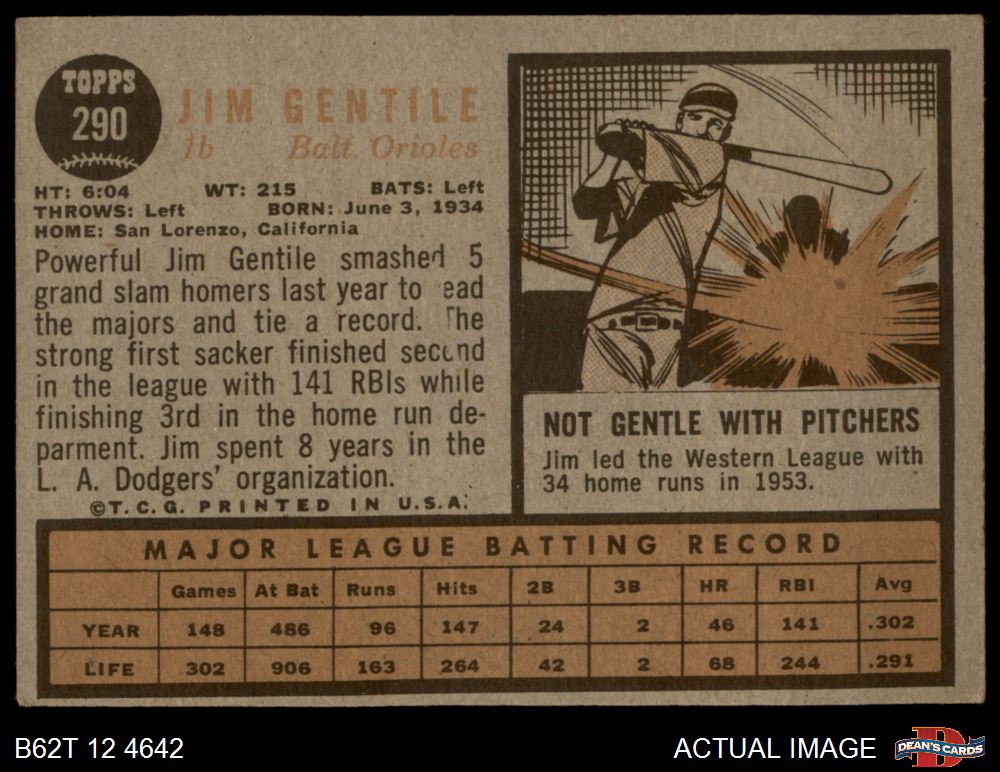 TOPPS
290
JIM GENTILE
1b Balt. Orioles
HT: 6:04 WT: 215 BATS: Left
THROWS: Left BORN: June 3, 1934
HOME: San Lorenzo, California
Powerful Jim Gentile smashed 5
grand slam homers last year to ead
the majors and tie a record. The
strong first sacker finished second
in the league with 141 RBIs while
finishing 3rd in the home run de-
parment. Jim spent 8 years in the
L. A. Dodgers' organization.
©T. C. G. PRINTED IN U.S.A.
NOT GENTLE WITH PITCHERS
Jim led the Western League with
34 home runs in 1953.
MAJOR LEAGUE BATTING RECORD
Games At Bat Runs Hits 2B 3B HR RBI Avg
YEAR 148 486 96 147 24 2 46 141 .302
LIFE 302 906 163 264 42 2 68 244 .291
B62T 12 4642
ACTUAL IMAGE
D
DEAN'S CARDS